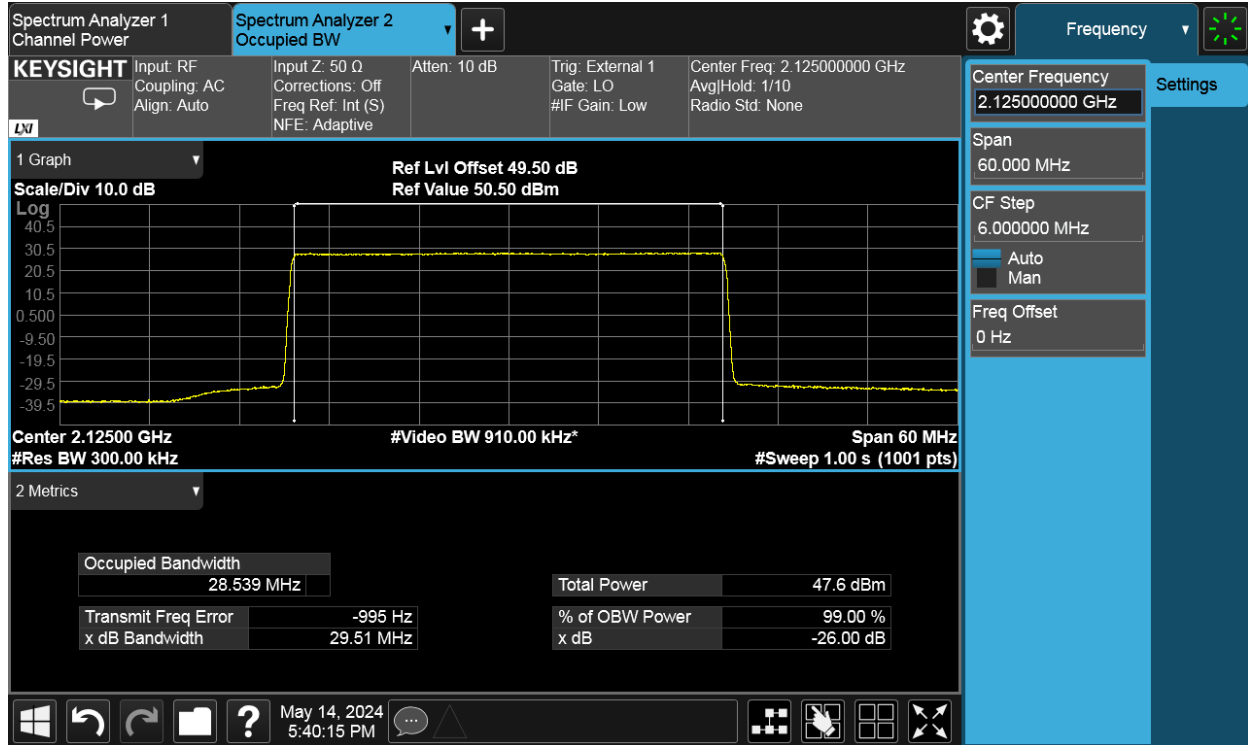 Spectrum Analyzer 1
Channel Power
Spectrum Analyzer 2
Occupied BW
Frequency
KEYSIGHT
LXI
Input: RF
Coupling: AC
Align: Auto
Input Z: 50 Ω
Corrections: Off
Freq Ref: Int (S)
NFE: Adaptive
Atten: 10 dB
Trig: External 1
Gate: LO
#IF Gain: Low
Center Freq: 2.125000000 GHz
Avg|Hold: 1/10
Radio Std: None
Center Frequency
2.125000000 GHz
Settings
Span
60.000 MHz
CF Step
6.000000 MHz
Auto
Man
Freq Offset
0 Hz
1 Graph
Scale/Div 10.0 dB
Ref Lvl Offset 49.50 dB
Ref Value 50.50 dBm
Log
40.5
30.5
20.5
10.5
0.500
-9.50
-19.5
-29.5
-39.5
Center 2.12500 GHz
#Video BW 910.00 kHz*
Span 60 MHz
#Res BW 300.00 kHz
#Sweep 1.00 s (1001 pts)
2 Metrics
Occupied Bandwidth
28.539 MHz
Total Power 47.6 dBm
Transmit Freq Error -995 Hz
% of OBW Power 99.00 %
x dB Bandwidth 29.51 MHz
x dB -26.00 dB
?
May 14, 2024
5:40:15 PM